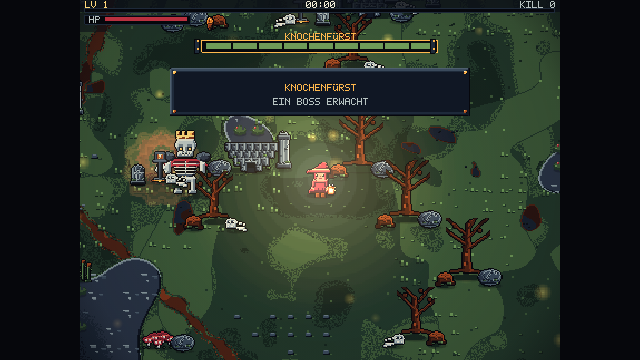 LV 1 00:00 KILL 0
HP
KNOCHENFÜRST
KNOCHENFÜRST
EIN BOSS ERWACHT